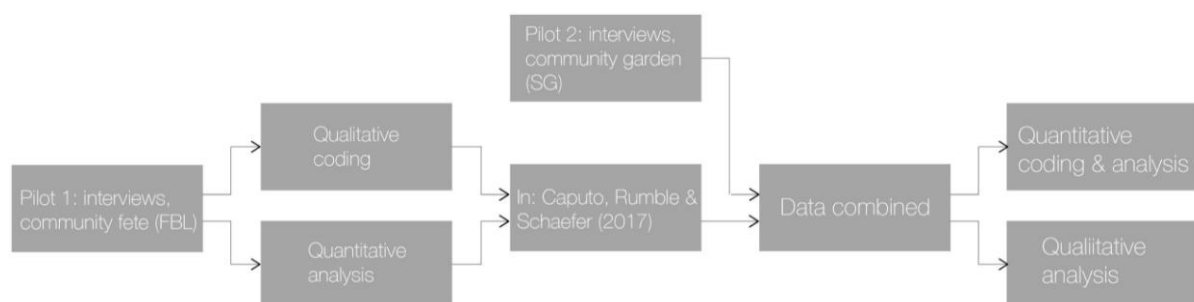 Pilot 1: interviews,
community fete (FBL)
Qualitative
coding
Quantitative
analysis
Pilot 2: interviews,
community garden
(SG)
In: Caputo, Rumble &
Schaefer (2017)
Data combined
Quantitative
coding & analysis
Qualiitative
analysis